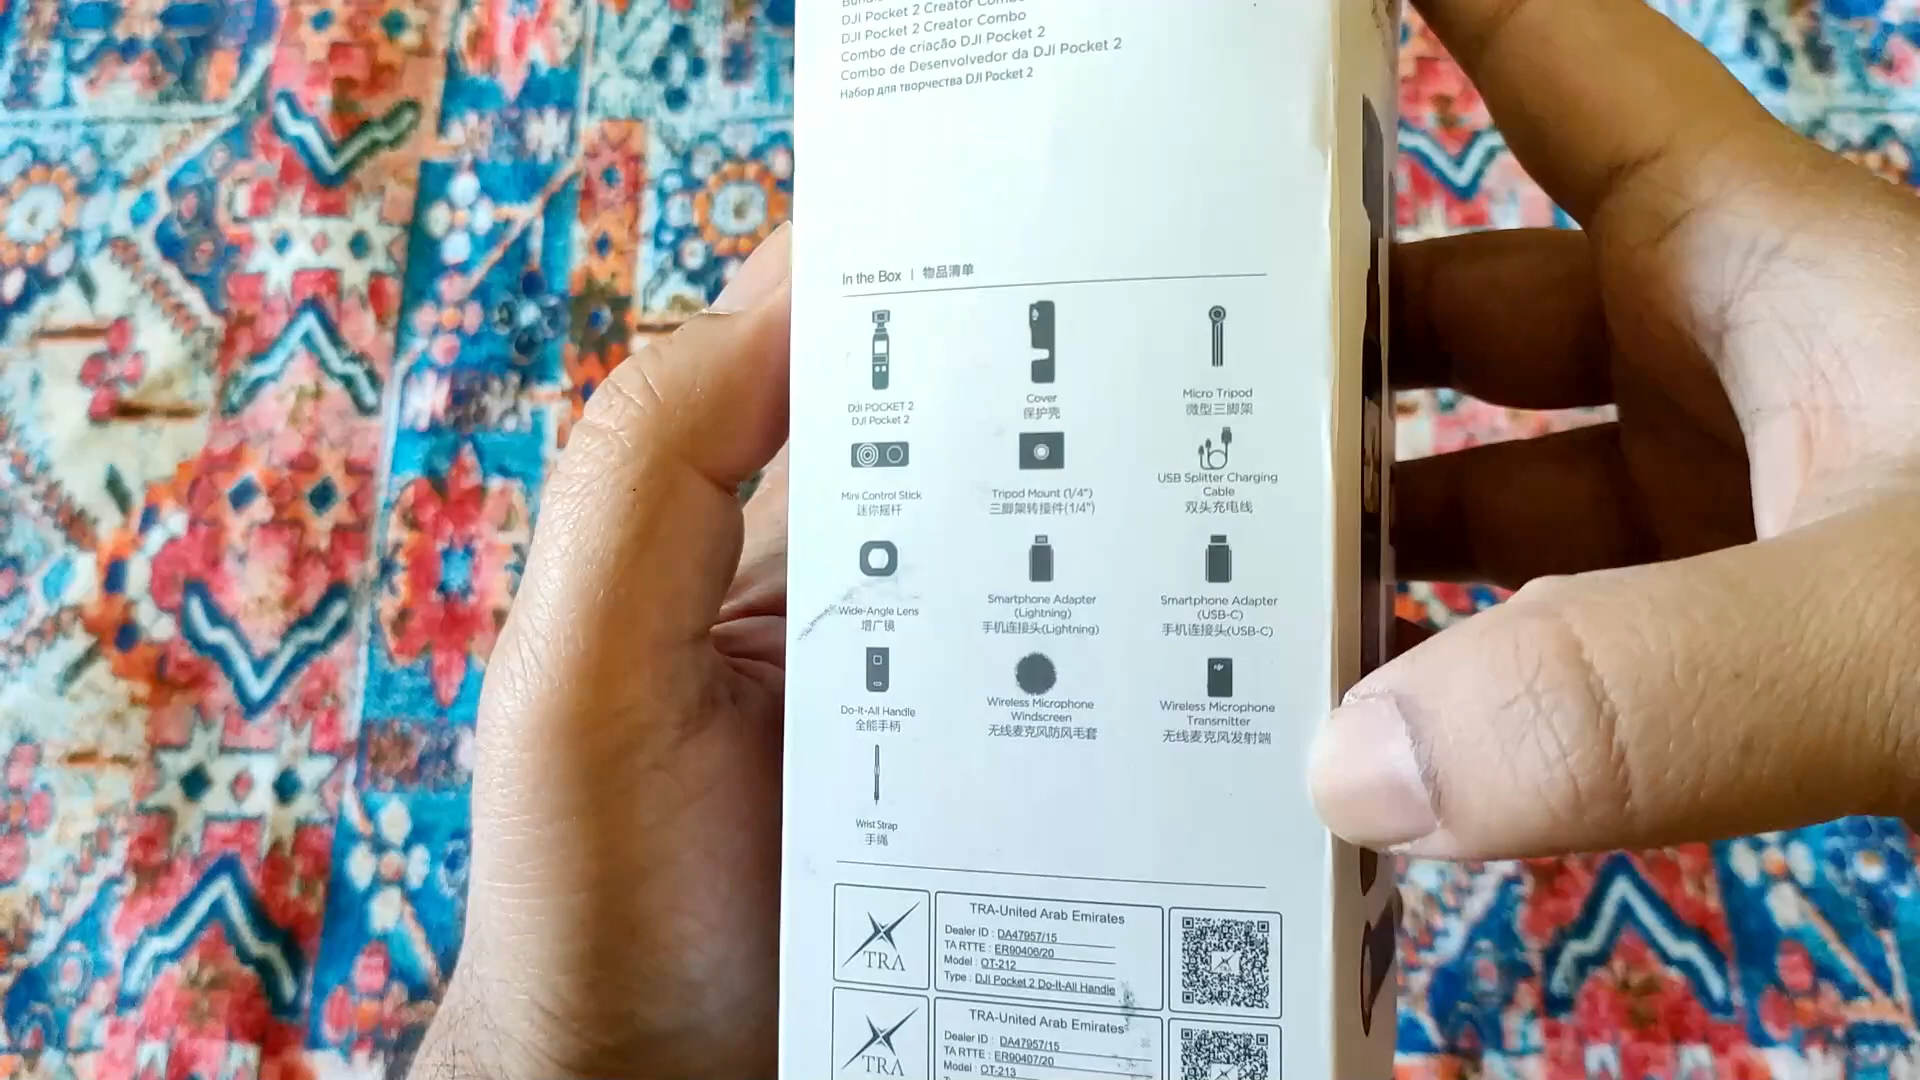 DJI Pocket 2 Creator Combo
DJI Pocket 2 Creator Combo
Combo de criação DJI Pocket 2
Combo de Desenvolvedor da DJI Pocket 2
Набор для творчества DJI Pocket 2
In the Box | 物品清单
DJI POCKET 2
DJI Pocket 2
Cover
保护壳
Micro Tripod
微型三脚架
Mini Control Stick
迷你摇杆
Tripod Mount (1/4")
三脚架转接件(1/4")
USB Splitter Charging
Cable
双头充电线
Wide-Angle Lens
增广镜
Smartphone Adapter
(Lightning)
手机连接头(Lightning)
Smartphone Adapter
(USB-C)
手机连接头(USB-C)
Do-It-All Handle
全能手柄
Wireless Microphone
Windscreen
无线麦克风防风毛套
Wireless Microphone
Transmitter
无线麦克风发射端
Wrist Strap
手绳
TRA
TRA-United Arab Emirates
Dealer ID : DA47957/15
TA RTTE : ER90406/20
Model : OT-212
Type : DJI Pocket 2 Do-It-All Handle
TRA
TRA-United Arab Emirates
Dealer ID : DA47957/15
TA RTTE : ER90407/20
Model : OT-213